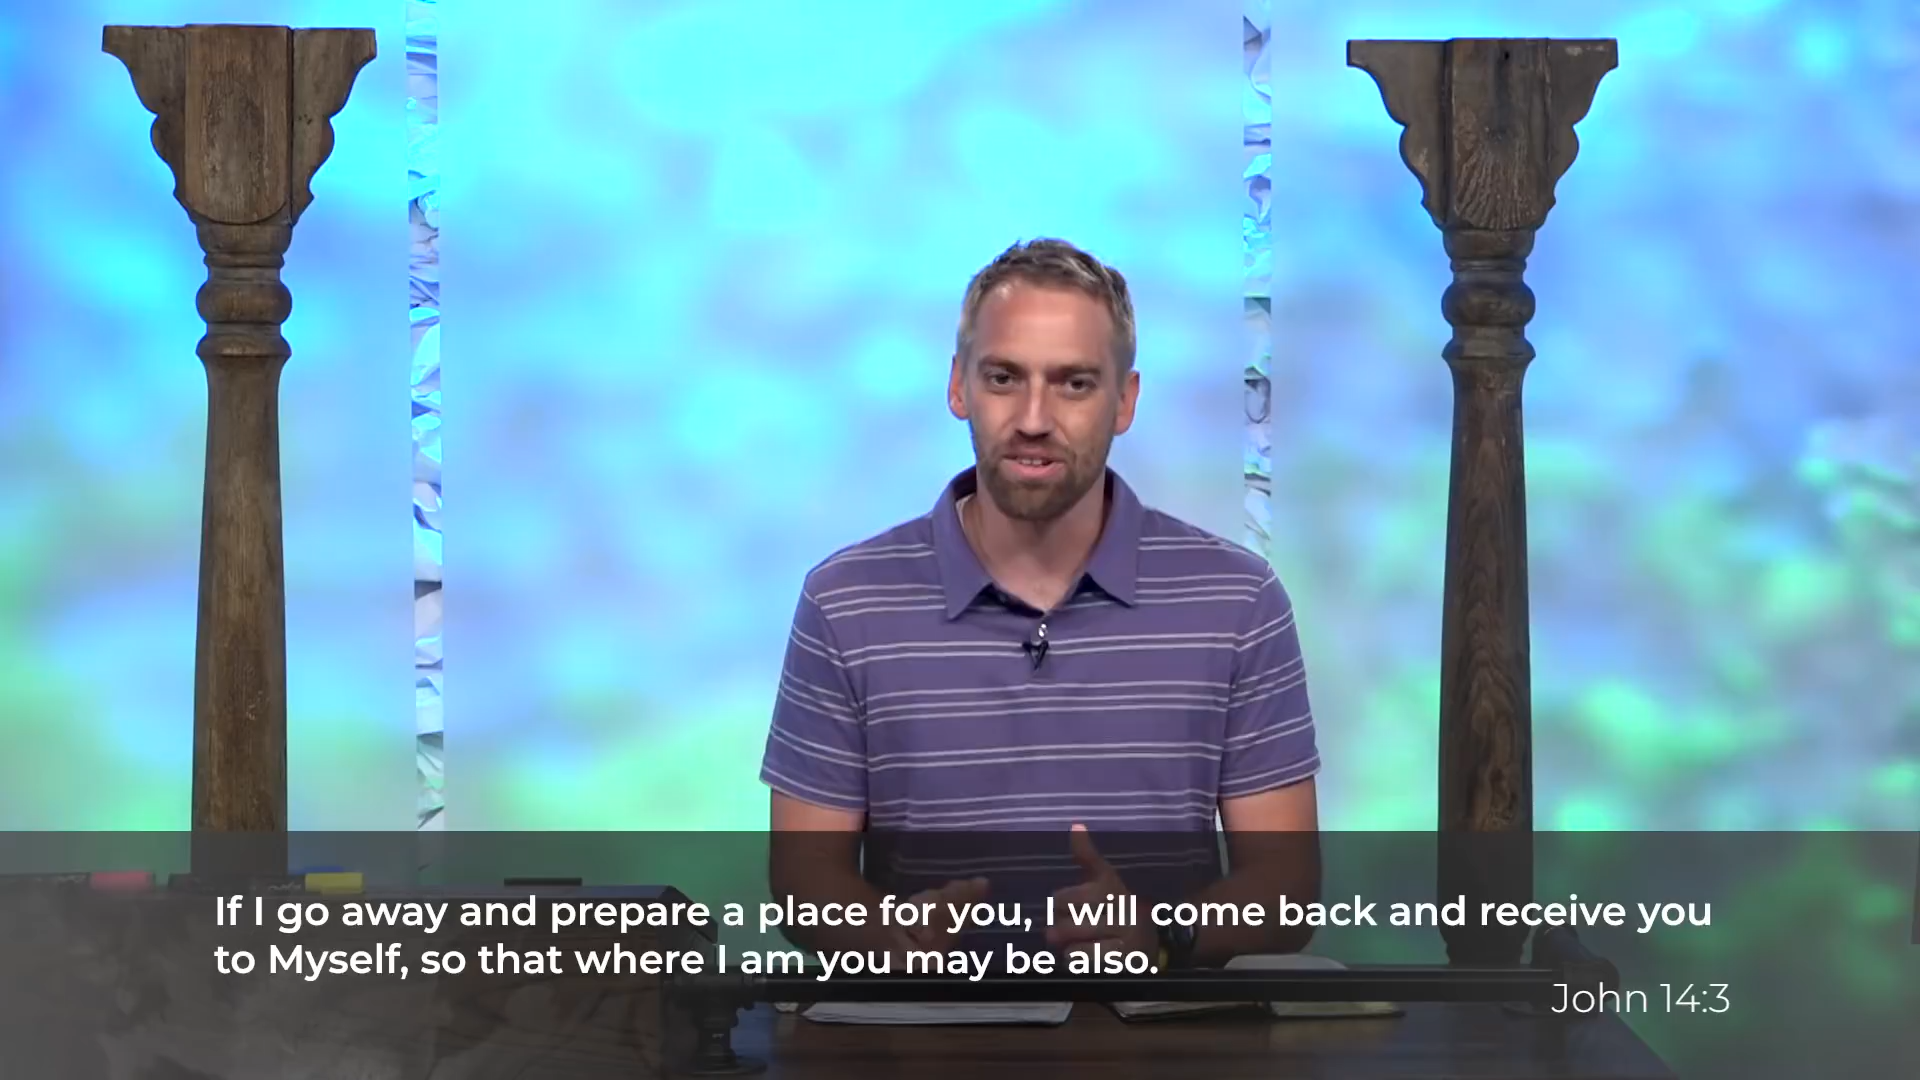 If I go away and prepare a place for you, I will come back and receive you
to Myself, so that where I am you may be also.
John 14:3